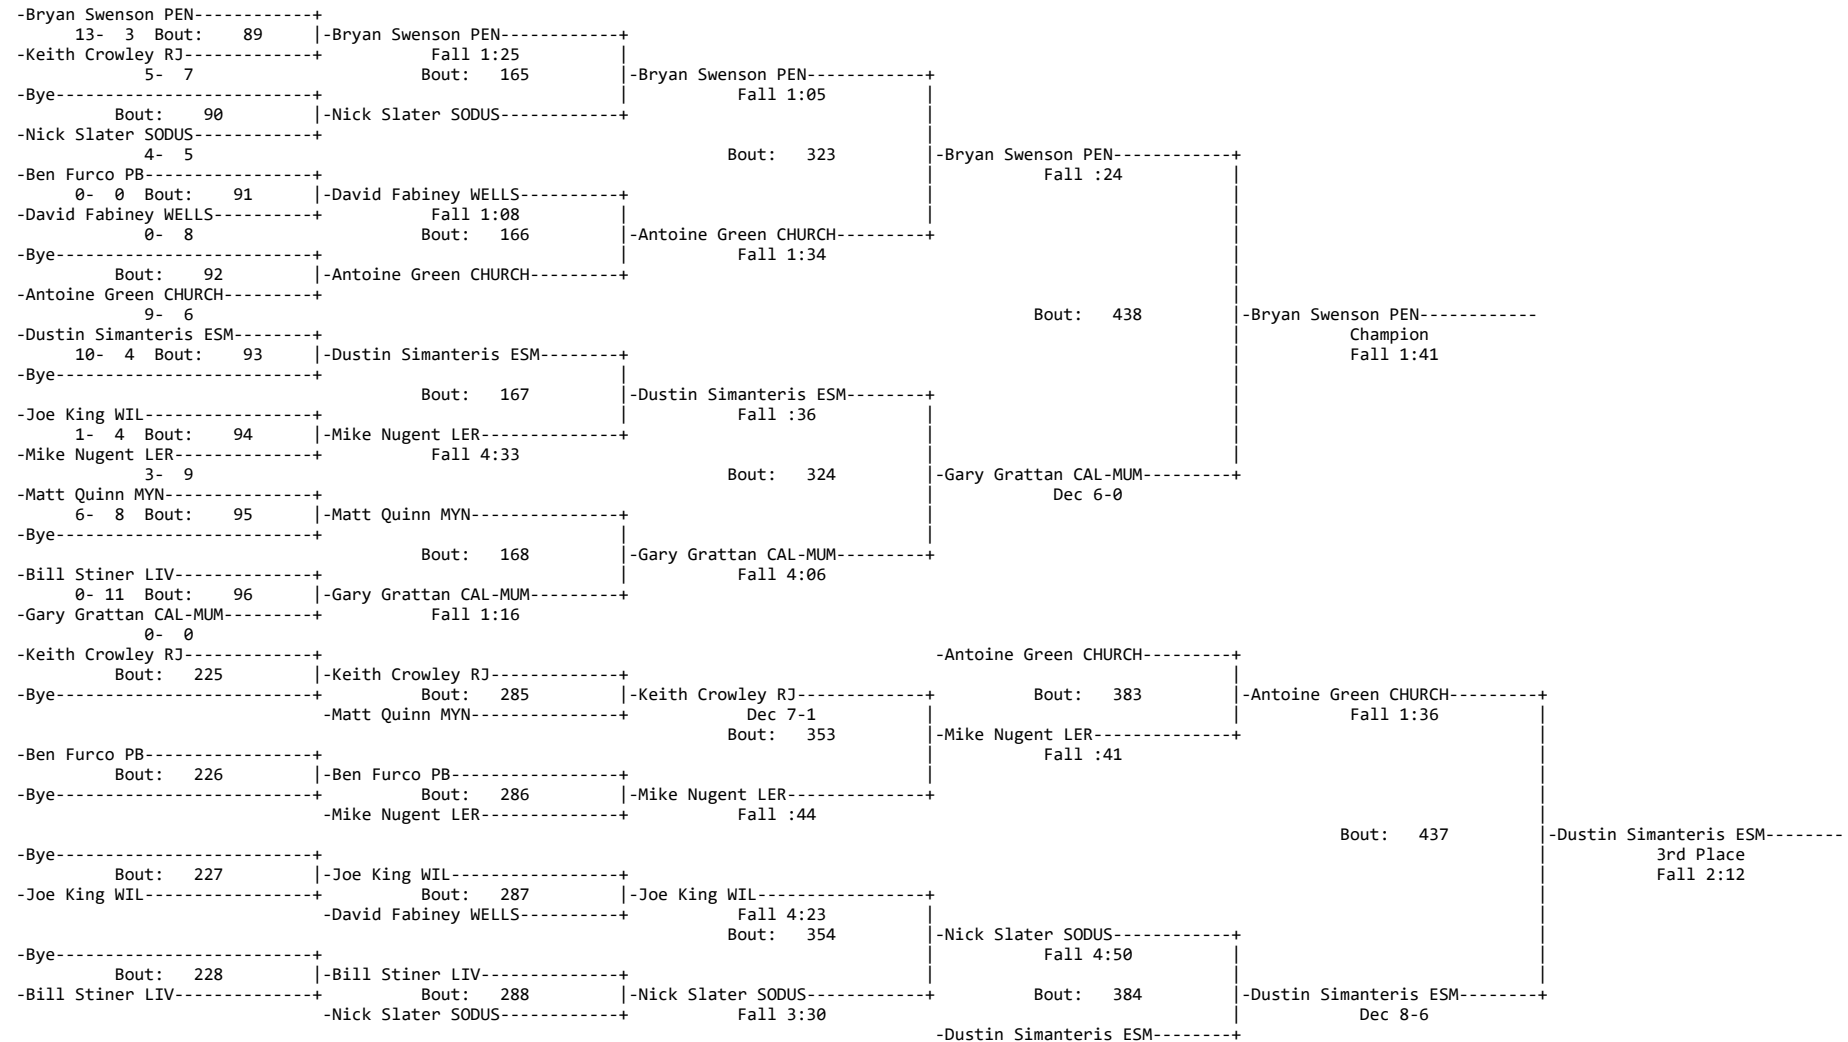 -Bryan Swenson PEN------------+
13-  3  Bout:    89     |-Bryan Swenson PEN------------+
-Keith Crowley RJ-------------+           Fall 1:25          |
5-  7                       Bout:   165         |-Bryan Swenson PEN------------+
-Bye--------------------------+                              |           Fall 1:05          |
Bout:    90         |-Nick Slater SODUS------------+                              |
-Nick Slater SODUS------------+                                                             |
4-  5                                                      Bout:   323         |-Bryan Swenson PEN------------+
-Ben Furco PB-----------------+                                                             |           Fall :24           |
0-  0  Bout:    91      |-David Fabiney WELLS----------+                              |                              |
-David Fabiney WELLS----------+           Fall 1:08          |                              |                              |
0-  8                       Bout:   166         |-Antoine Green CHURCH---------+                              |
-Bye--------------------------+                              |           Fall 1:34                                         |
Bout:    92         |-Antoine Green CHURCH---------+                                                             |
-Antoine Green CHURCH---------+                                                                                            |
9-  6                                                                                     Bout:   438         |-Bryan Swenson PEN------------
-Dustin Simanteris ESM--------+                                                                                            |           Champion
10-  4  Bout:    93     |-Dustin Simanteris ESM--------+                                                             |           Fall 1:41
-Bye--------------------------+                              |                                                             |
Bout:   167         |-Dustin Simanteris ESM--------+                              |
-Joe King WIL-----------------+                              |           Fall :36           |                              |
1-  4  Bout:    94      |-Mike Nugent LER--------------+                              |                              |
-Mike Nugent LER--------------+           Fall 4:33                                         |                              |
3-  9                                                      Bout:   324         |-Gary Grattan CAL-MUM---------+
-Matt Quinn MYN---------------+                                                             |           Dec 6-0
6-  8  Bout:    95      |-Matt Quinn MYN---------------+                              |
-Bye--------------------------+                              |                              |
Bout:   168         |-Gary Grattan CAL-MUM---------+
-Bill Stiner LIV--------------+                              |           Fall 4:06
0- 11  Bout:    96      |-Gary Grattan CAL-MUM---------+
-Gary Grattan CAL-MUM---------+           Fall 1:16
0-  0
-Keith Crowley RJ-------------+                                                              -Antoine Green CHURCH---------+
Bout:   225         |-Keith Crowley RJ-------------+                                                             |
-Bye--------------------------+          Bout:   285         |-Keith Crowley RJ-------------+          Bout:   383         |-Antoine Green CHURCH---------+
-Matt Quinn MYN---------------+            Dec 7-1           |                              |           Fall 1:36          |
Bout:   353         |-Mike Nugent LER--------------+                              |
-Ben Furco PB-----------------+                                                             |           Fall :41                                          |
Bout:   226         |-Ben Furco PB-----------------+                              |                                                             |
-Bye--------------------------+          Bout:   286         |-Mike Nugent LER--------------+                                                             |
-Mike Nugent LER--------------+           Fall :44                                                                        |
Bout:   437         |-Dustin Simanteris ESM--------
-Bye--------------------------+                                                                                                                           |           3rd Place
Bout:   227         |-Joe King WIL-----------------+                                                                                            |           Fall 2:12
-Joe King WIL-----------------+          Bout:   287         |-Joe King WIL-----------------+                                                             |
-David Fabiney WELLS----------+           Fall 4:23          |                                                             |
Bout:   354         |-Nick Slater SODUS------------+                              |
-Bye--------------------------+                                                             |           Fall 4:50          |                              |
Bout:   228         |-Bill Stiner LIV--------------+                              |                              |                              |
-Bill Stiner LIV--------------+          Bout:   288         |-Nick Slater SODUS------------+          Bout:   384         |-Dustin Simanteris ESM--------+
-Nick Slater SODUS------------+           Fall 3:30                                         |            Dec 8-6
-Dustin Simanteris ESM--------+